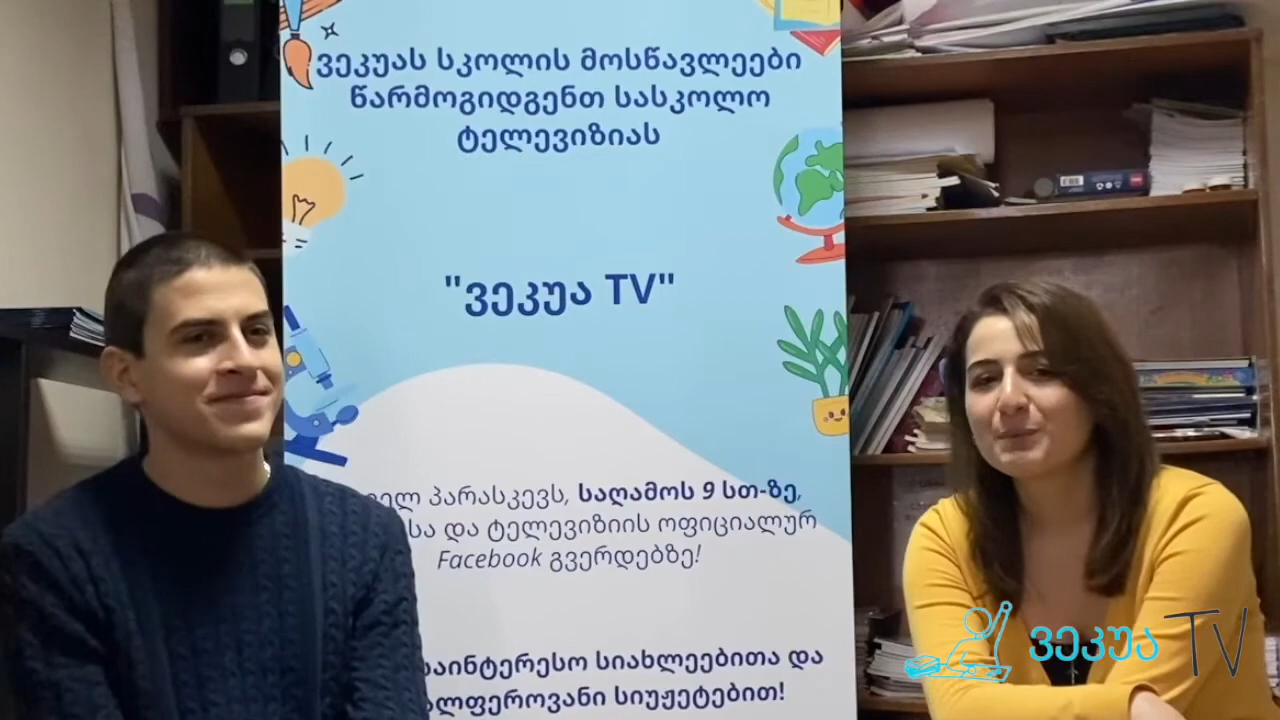 ვეკუას სკოლის მოსწავლეები
წარმოგიდგენთ სასკოლო
ტელევიზიას
"ვეკუა TV"
პარასკევს, საღამოს 9 სთ-ზე,
და ტელევიზიის ოფიციალურ
Facebook გვერდებზე!
სიახლეებითა და
სიუჟეტებით!
ვეკუა TV